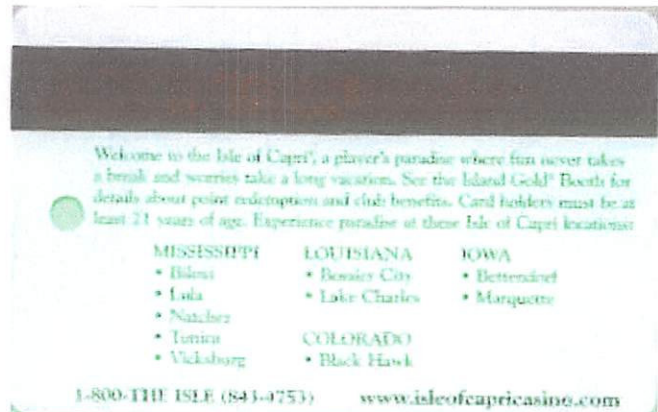 Welcome to the Isle of Capri®, a player's paradise where fun never takes
a break and worries take a long vacation. See the Island Gold® Booth for
details about point redemption and club benefits. Card holders must be at
least 21 years of age. Experience paradise at these Isle of Capri locations:
MISSISSIPPI
• Biloxi
• Lula
• Natchez
• Tunica
• Vicksburg
LOUISIANA
• Bossier City
• Lake Charles
COLORADO
• Black Hawk
IOWA
• Bettendorf
• Marquette
1-800-THE ISLE (843-4753) www.isleofcapricasino.com